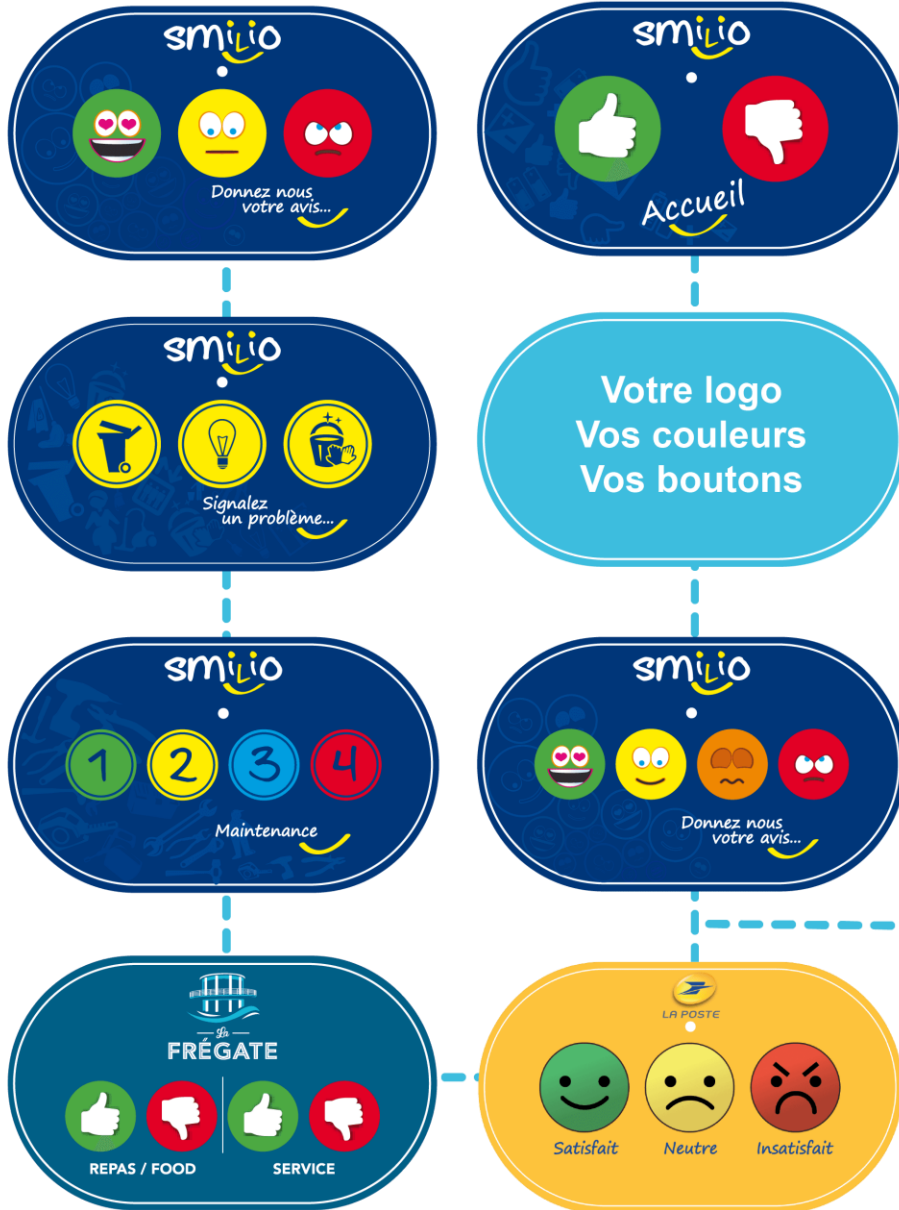 smilio
Donnez nous
votre avis...
smilio
Accueil
smilio
Signalez
un problème...
Votre logo
Vos couleurs
Vos boutons
smilio
1 2 3 4
Maintenance
smilio
Donnez nous
votre avis...
La
FRÉGATE
REPAS / FOOD SERVICE
LA POSTE
Satisfait Neutre Insatisfait